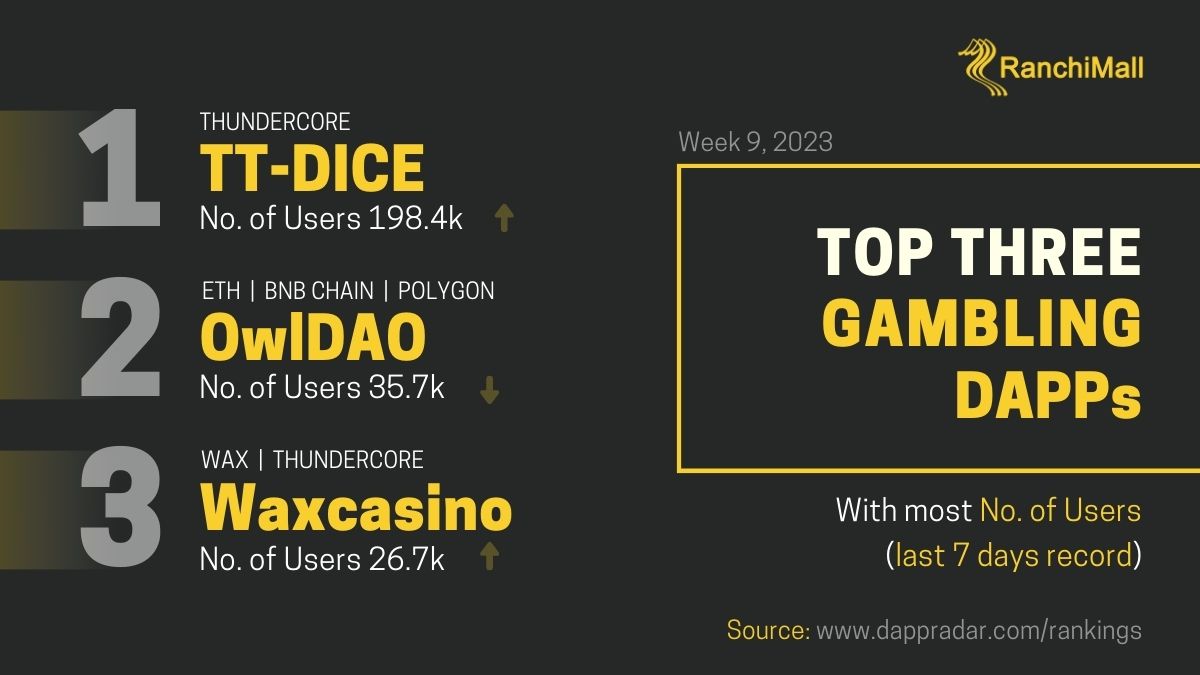 RanchiMall
1
THUNDERCORE
TT-DICE
No. of Users 198.4k
2
ETH | BNB CHAIN | POLYGON
OwlDAO
No. of Users 35.7k
3
WAX | THUNDERCORE
Waxcasino
No. of Users 26.7k
Week 9, 2023
TOP THREE
GAMBLING
DAPPs
With most No. of Users
(last 7 days record)
Source: www.dappradar.com/rankings